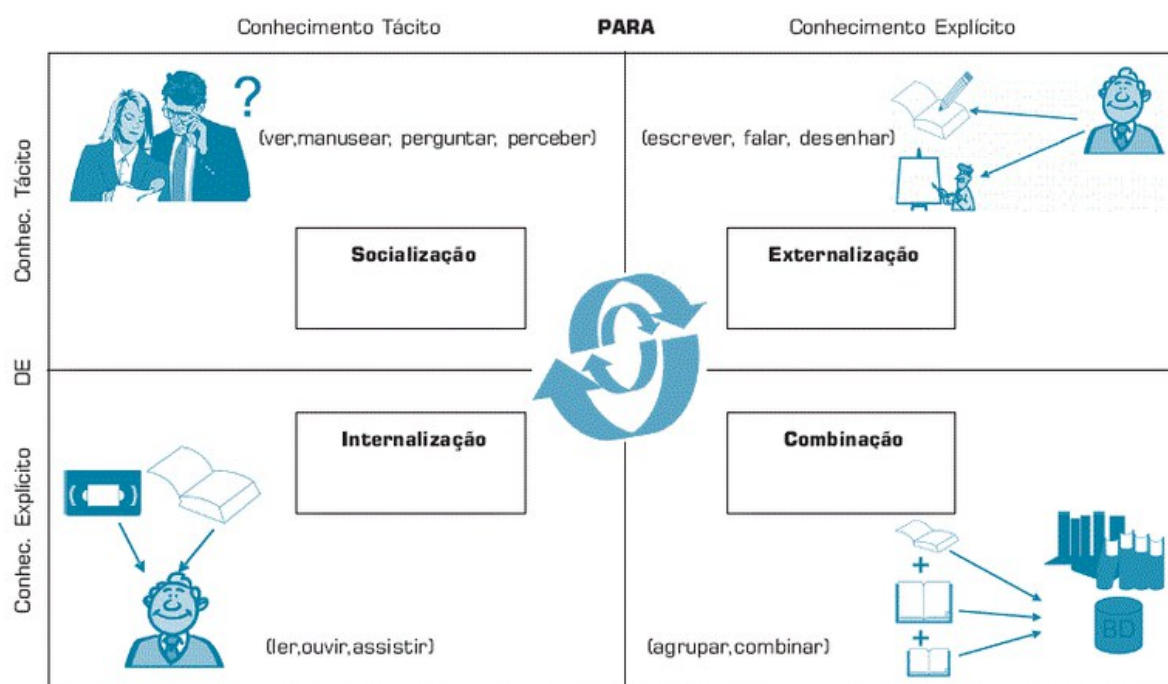 Conhecimento Tácito PARA Conhecimento Explícito
Conhec. Tácito
?
(ver,manusear, perguntar, perceber)
(escrever, falar, desenhar)
Socialização
Externalização
DE
Conhec. Explícito
Internalização
Combinação
+
+
BD
(ler,ouvir,assistir)
(agrupar,combinar)